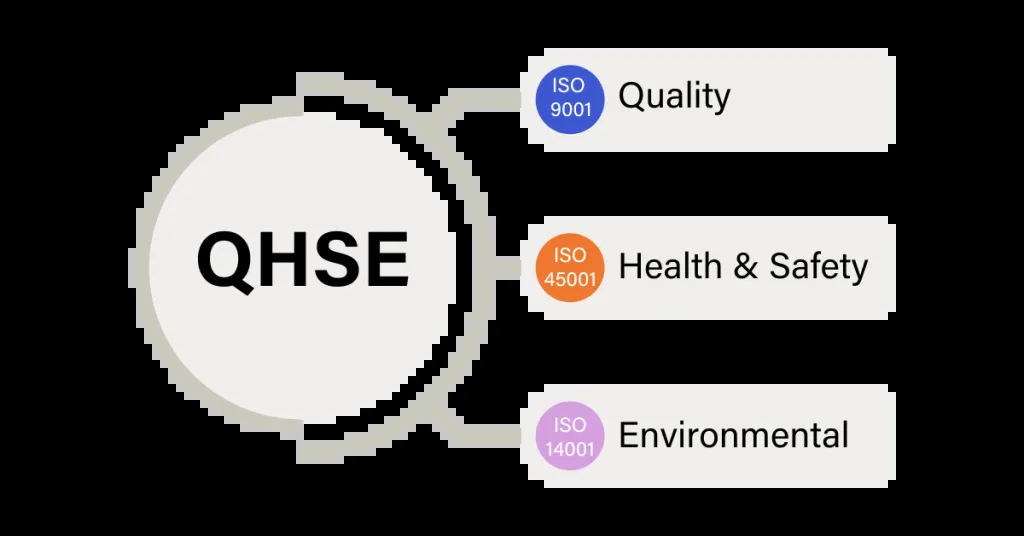 QHSE
ISO
9001
Quality
ISO
45001
Health & Safety
ISO
14001
Environmental